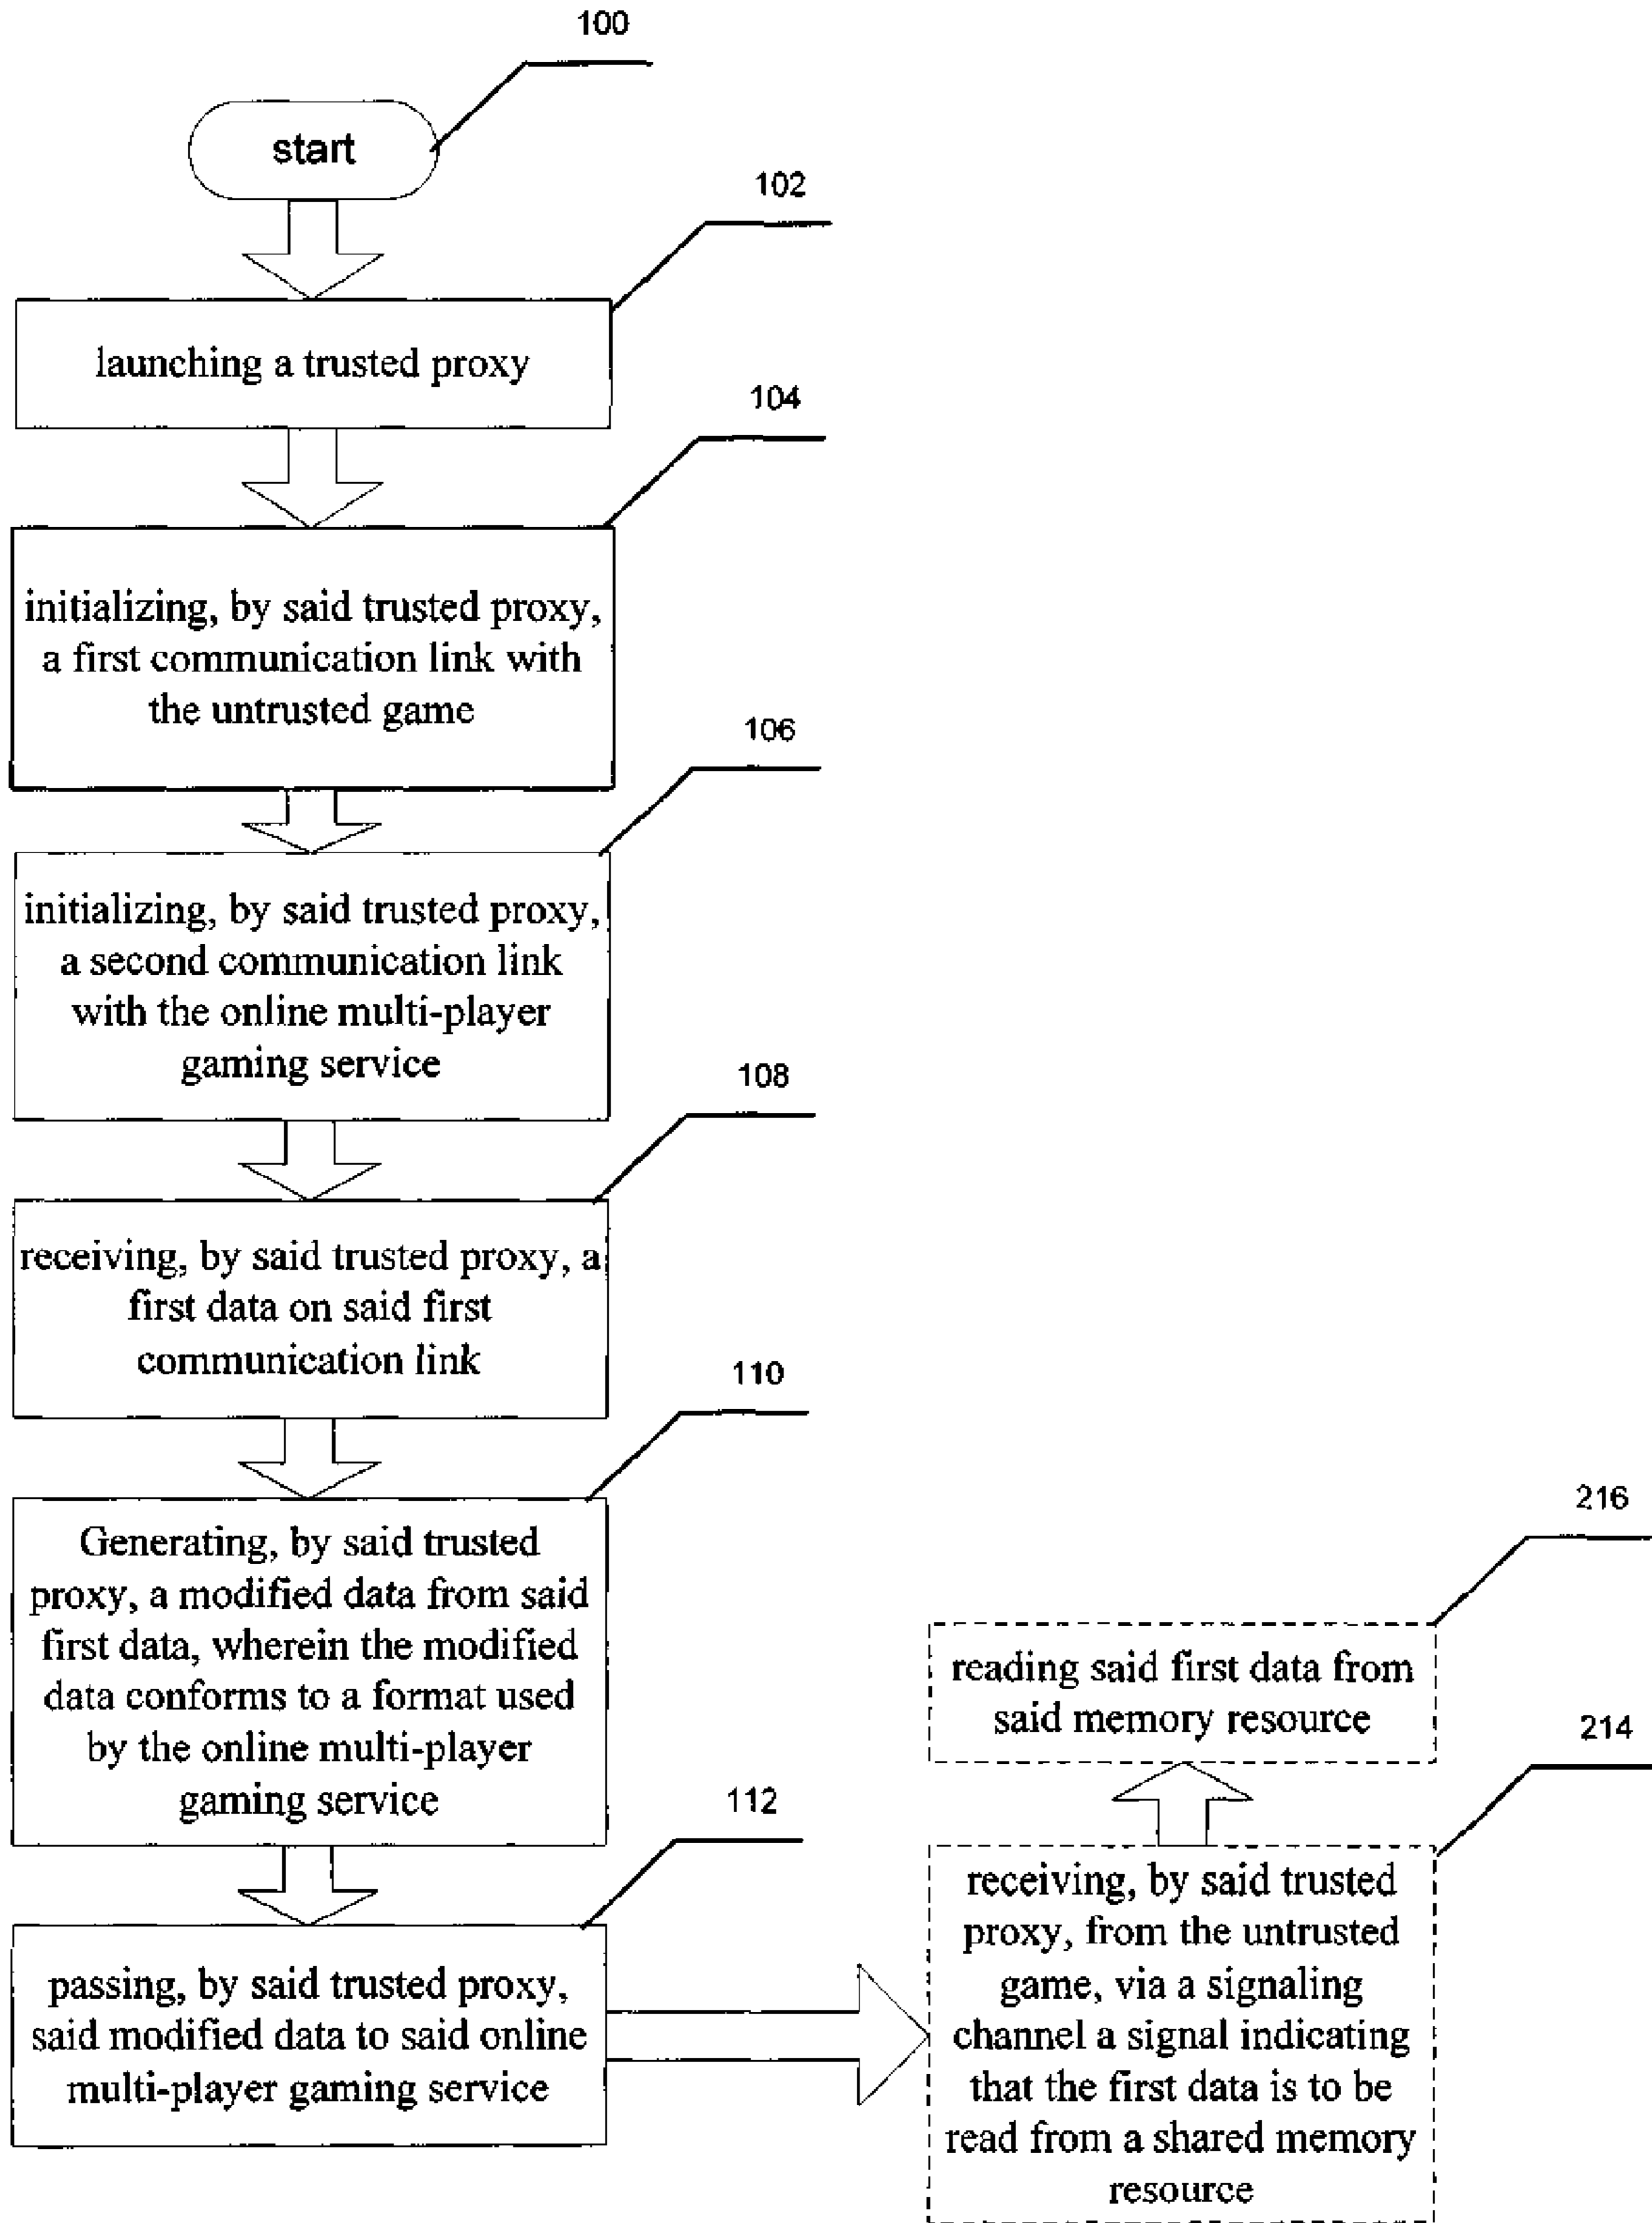 100
start
102
launching a trusted proxy
104
initializing, by said trusted proxy,
a first communication link with
the untrusted game
106
initializing, by said trusted proxy,
a second communication link
with the online multi-player
gaming service
108
receiving, by said trusted proxy, a
first data on said first
communication link
110
Generating, by said trusted
proxy, a modified data from said
first data, wherein the modified
data conforms to a format used
by the online multi-player
gaming service
112
passing, by said trusted proxy,
said modified data to said online
multi-player gaming service
214
receiving, by said trusted
proxy, from the untrusted
game, via a signaling
channel a signal indicating
that the first data is to be
read from a shared memory
resource
216
reading said first data from
said memory resource